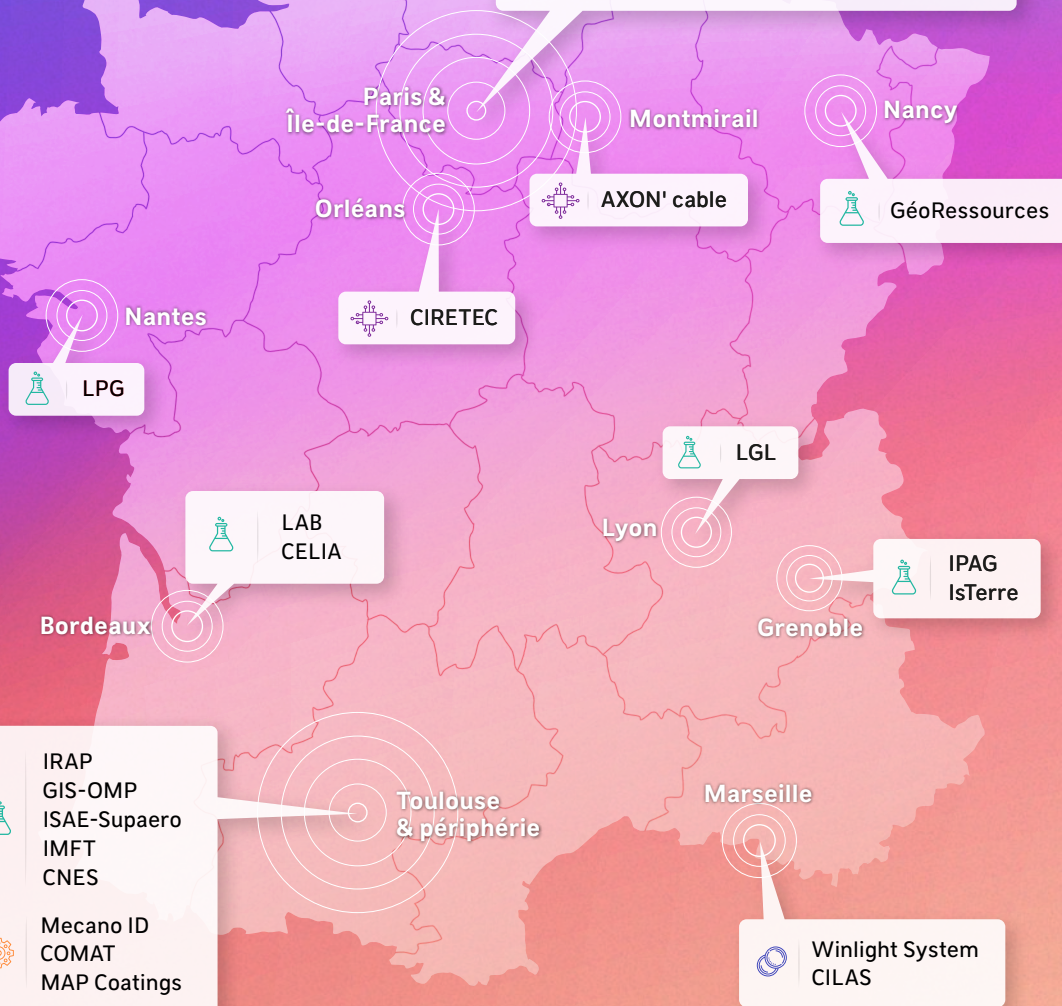 Paris &
Île-de-France
Montmirail
Nancy
AXON' cable
GéoRessources
Orléans
CIRETEC
Nantes
LPG
LGL
Lyon
LAB
CELIA
IPAG
IsTerre
Bordeaux
Grenoble
IRAP
GIS-OMP
ISAE-Supaero
IMFT
CNES
Mecano ID
COMAT
MAP Coatings
Toulouse
& périphérie
Marseille
Winlight System
CILAS